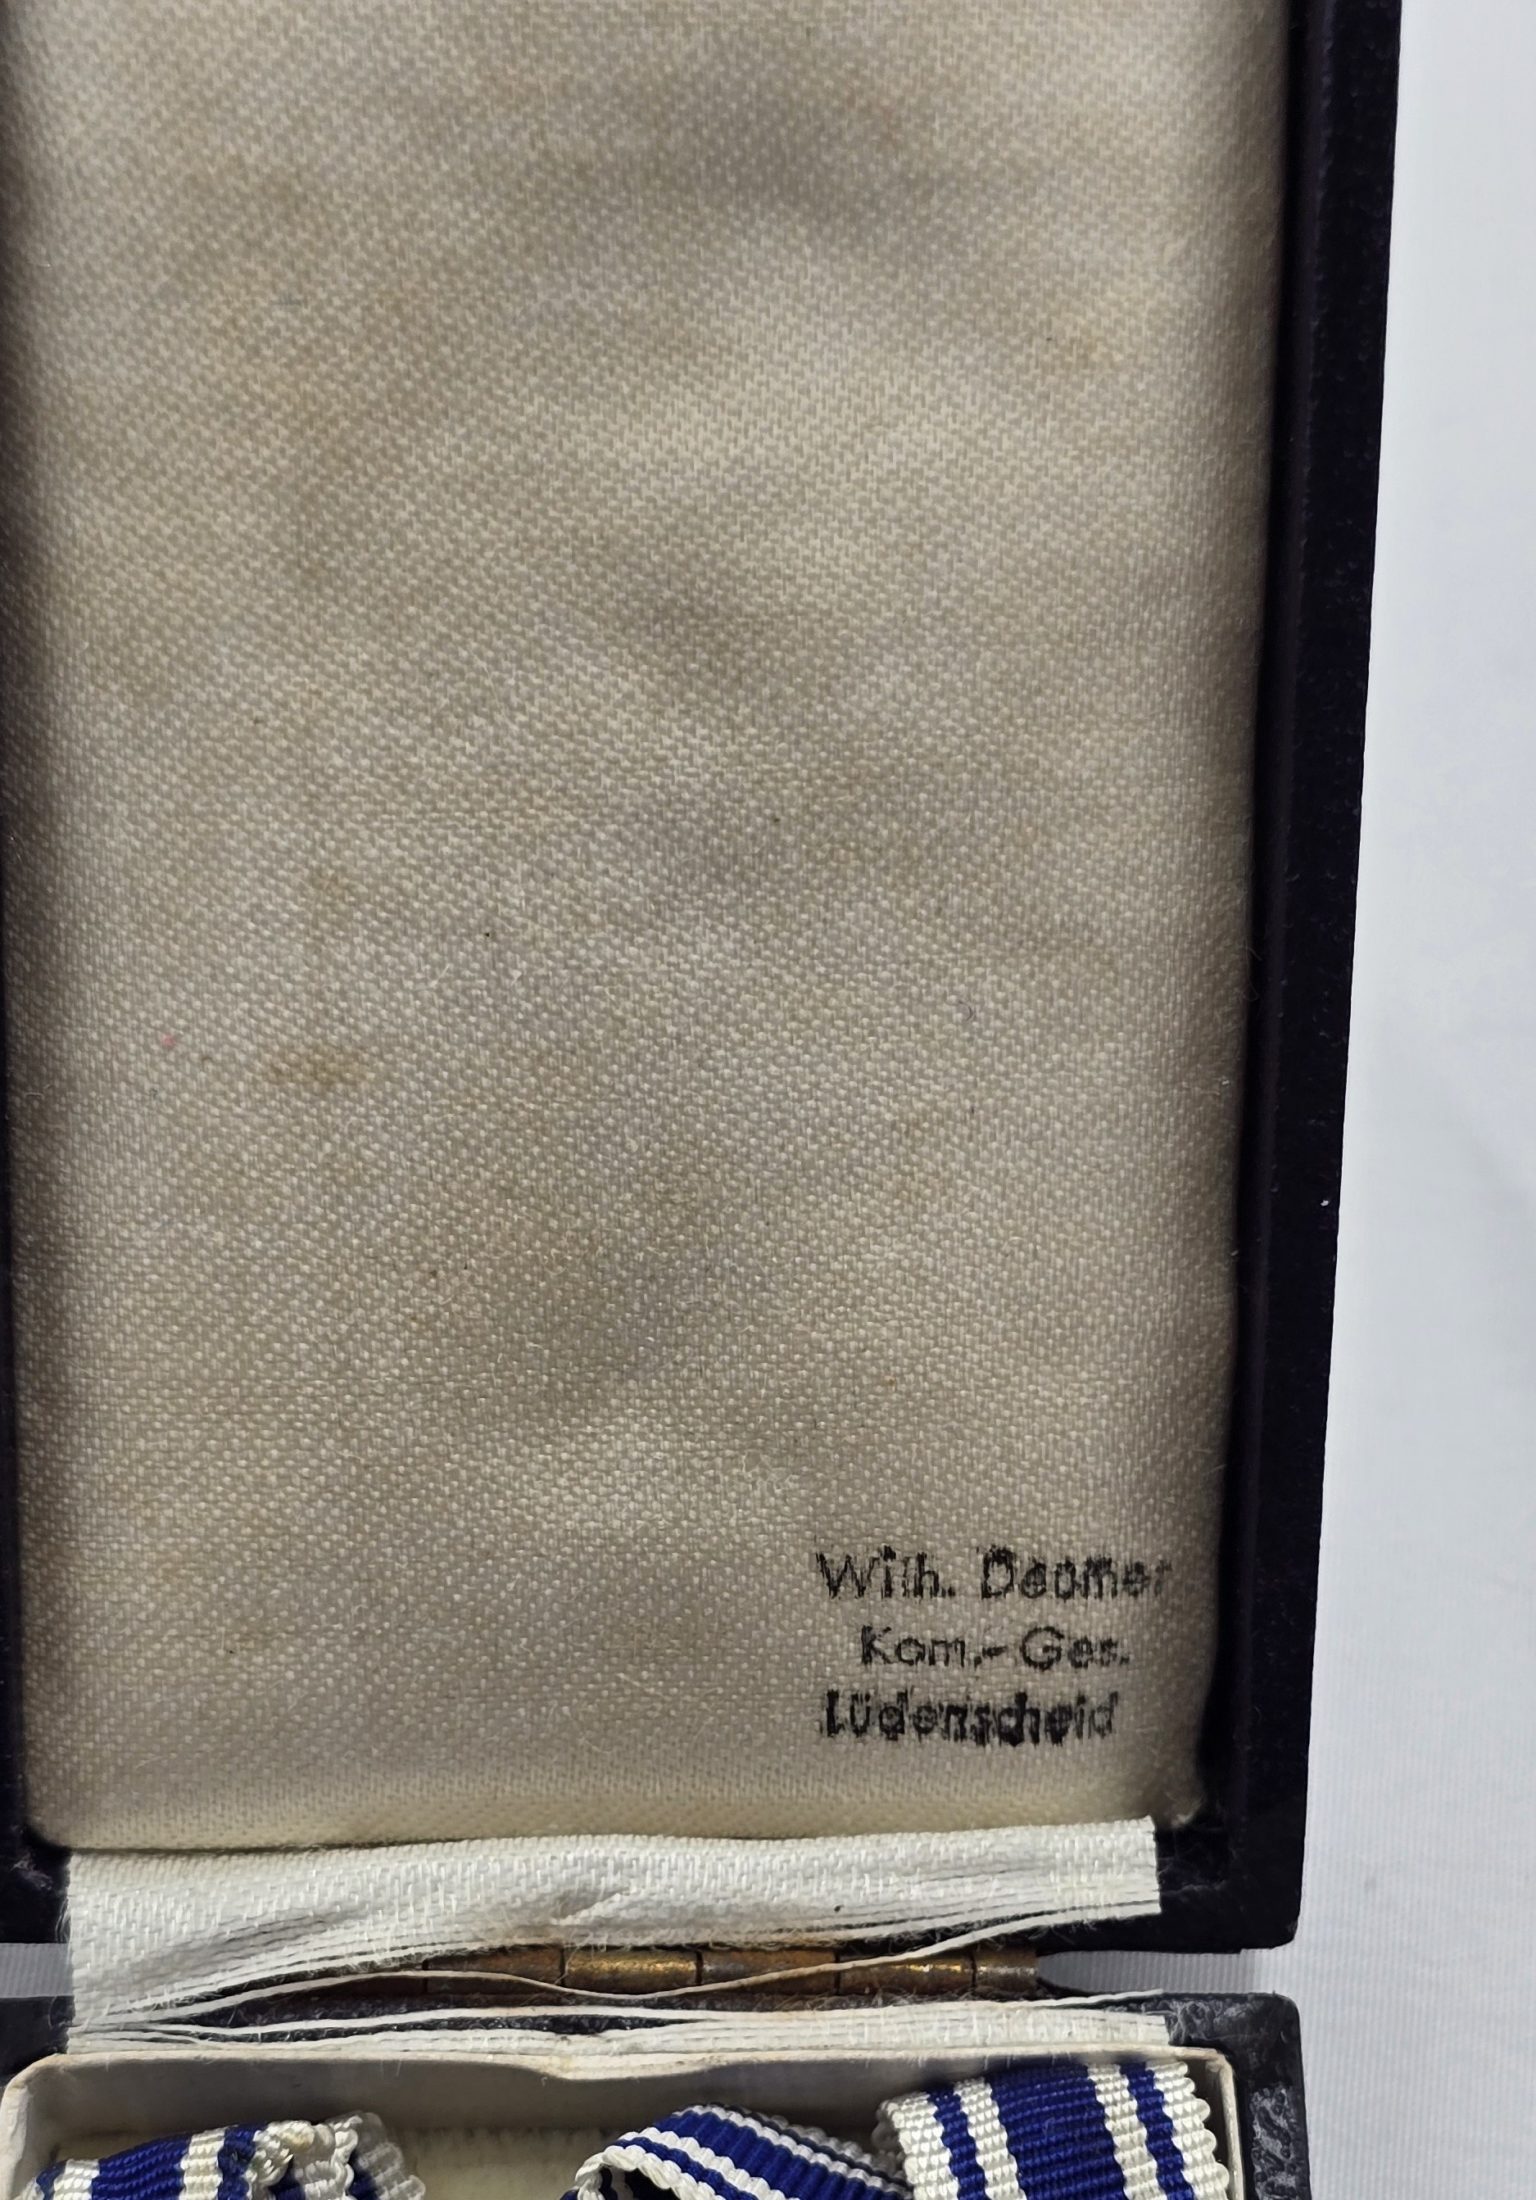 Wilh. Deumer
Kom.-Ges.
Lüdenscheid